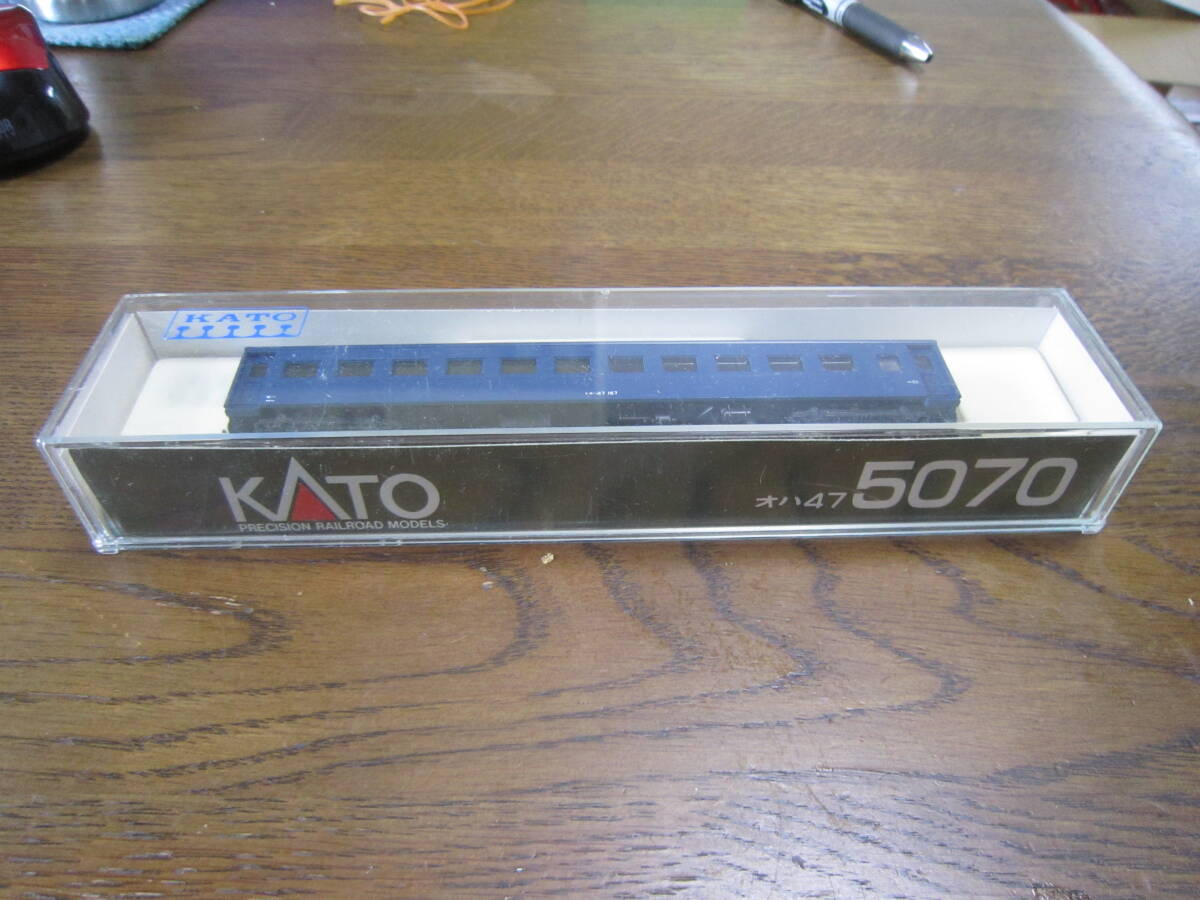 KATO
KATO
PRECISION RAILROAD MODELS
オハ47 5070